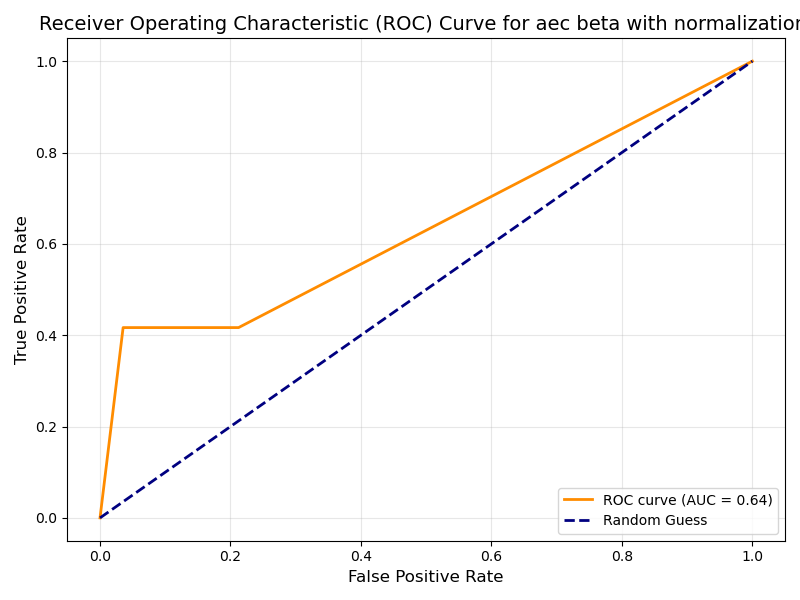 Receiver Operating Characteristic (ROC) Curve for aec beta with normalization
1.0
0.8
0.6
0.4
0.2
0.0
True Positive Rate
0.0 0.2 0.4 0.6 0.8 1.0
False Positive Rate
ROC curve (AUC = 0.64)
Random Guess